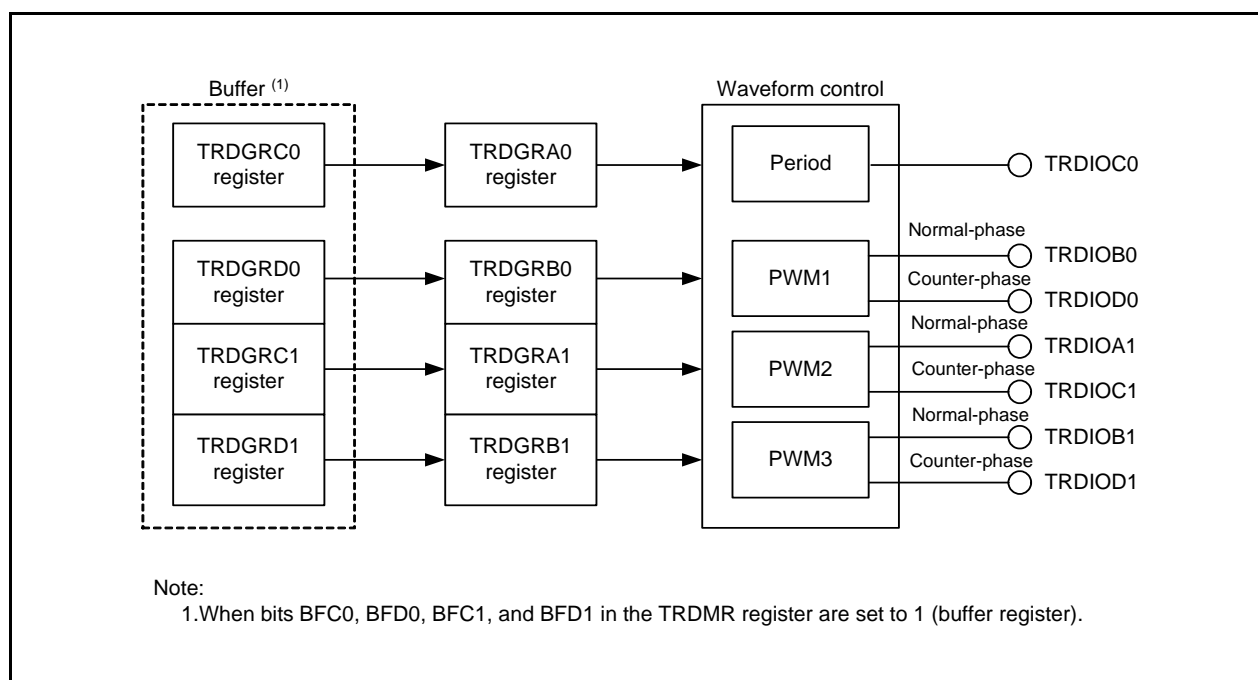 Buffer (1)
Waveform control
TRDGRC0
register
TRDGRA0
register
Period
TRDIOC0
TRDGRD0
register
TRDGRB0
register
PWM1
Normal-phase
TRDIOB0
Counter-phase
TRDIOD0
TRDGRC1
register
TRDGRA1
register
PWM2
Normal-phase
TRDIOA1
Counter-phase
TRDIOC1
TRDGRD1
register
TRDGRB1
register
PWM3
Normal-phase
TRDIOB1
Counter-phase
TRDIOD1
Note:
1.When bits BFC0, BFD0, BFC1, and BFD1 in the TRDMR register are set to 1 (buffer register).